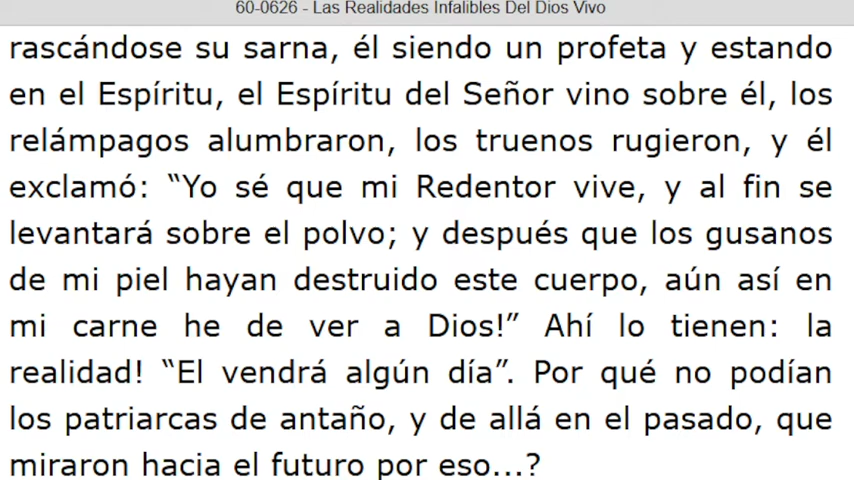 60-0626 - Las Realidades Infalibles Del Dios Vivo
rascándose su sarna, él siendo un profeta y estando
en el Espíritu, el Espíritu del Señor vino sobre él, los
relámpagos alumbraron, los truenos rugieron, y él
exclamó: “Yo sé que mi Redentor vive, y al fin se
levantará sobre el polvo; y después que los gusanos
de mi piel hayan destruido este cuerpo, aún así en
mi carne he de ver a Dios!” Ahí lo tienen: la
realidad! “El vendrá algún día”. Por qué no podían
los patriarcas de antaño, y de allá en el pasado, que
miraron hacia el futuro por eso...?